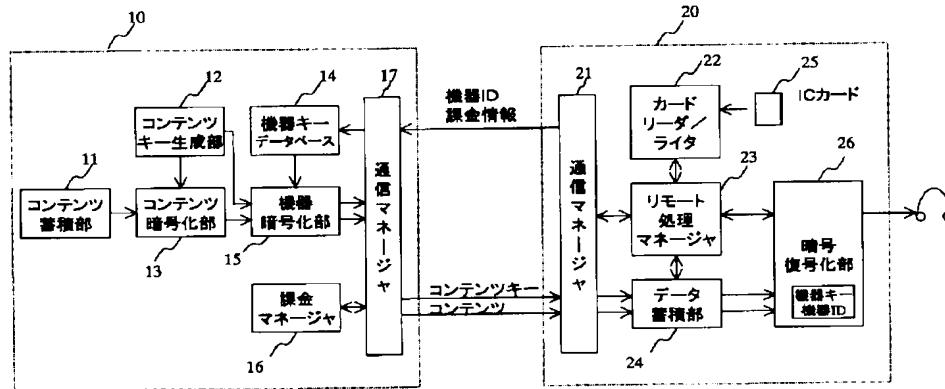 10
12
コンテンツ
キー生成部
14
機器キー
データベース
17
11
コンテンツ
蓄積部
コンテンツ
暗号化部
13
機器
暗号化部
15
課金
マネージャ
16
通信マネージャ
機器ID
課金情報
コンテンツキー
コンテンツ
20
21
通信マネージャ
22
カード
リーダ/
ライタ
25
ICカード
23
リモート
処理
マネージャ
データ
蓄積部
24
26
暗号
復号化部
機器キー
機器ID